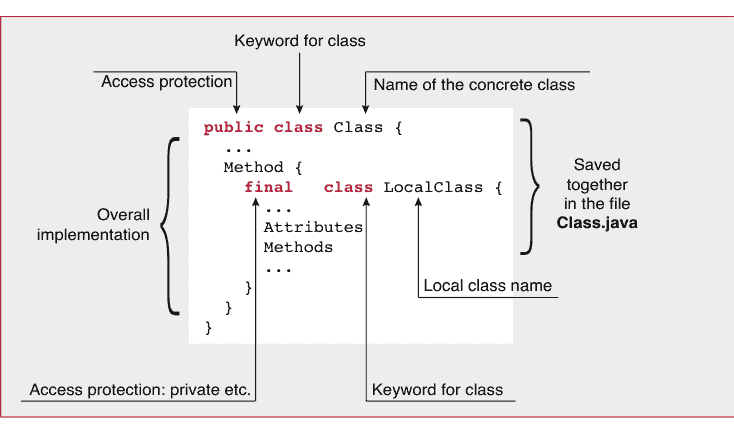 Keyword for class
Access protection
Name of the concrete class
public class Class {
...
Method {
final class LocalClass {
...
Attributes
Methods
...
}
}
}
Overall
implementation
Saved
together
in the file
Class.java
Local class name
Access protection: private etc.
Keyword for class